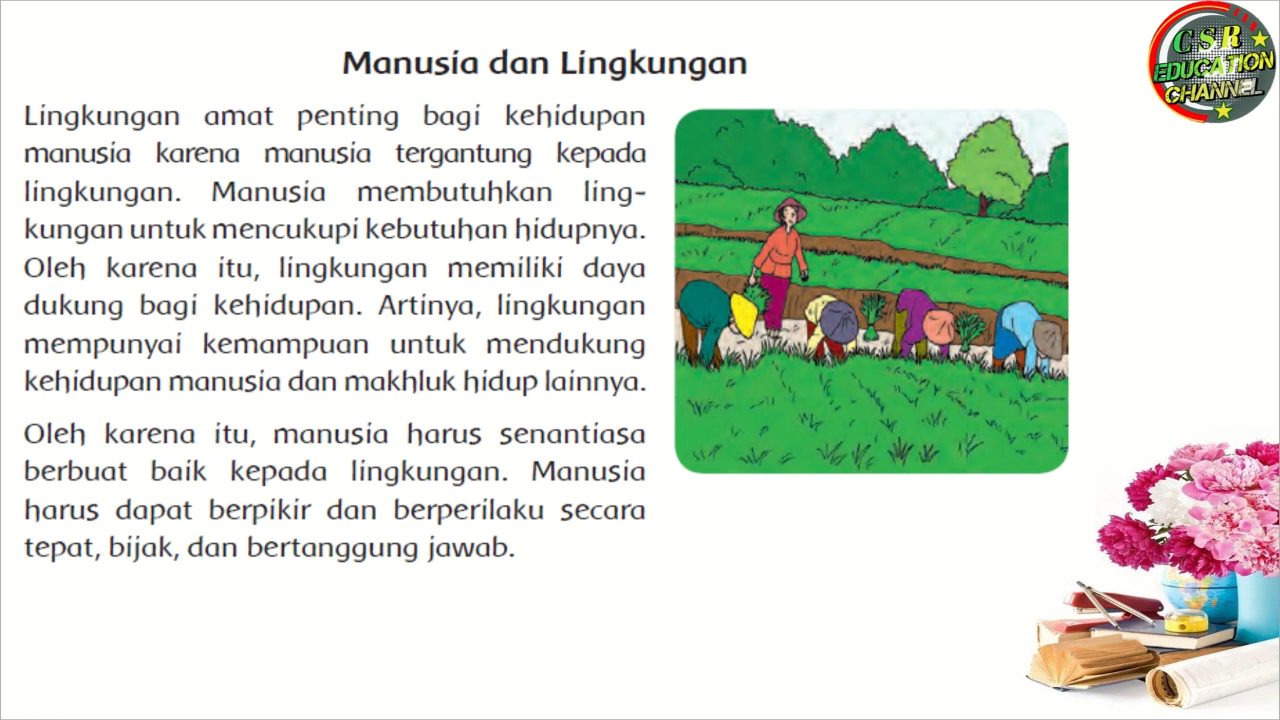 Manusia dan Lingkungan
CSR
EDUCATION
CHANNEL
Lingkungan amat penting bagi kehidupan
manusia karena manusia tergantung kepada
lingkungan. Manusia membutuhkan ling-
kungan untuk mencukupi kebutuhan hidupnya.
Oleh karena itu, lingkungan memiliki daya
dukung bagi kehidupan. Artinya, lingkungan
mempunyai kemampuan untuk mendukung
kehidupan manusia dan makhluk hidup lainnya.
Oleh karena itu, manusia harus senantiasa
berbuat baik kepada lingkungan. Manusia
harus dapat berpikir dan berperilaku secara
tepat, bijak, dan bertanggung jawab.